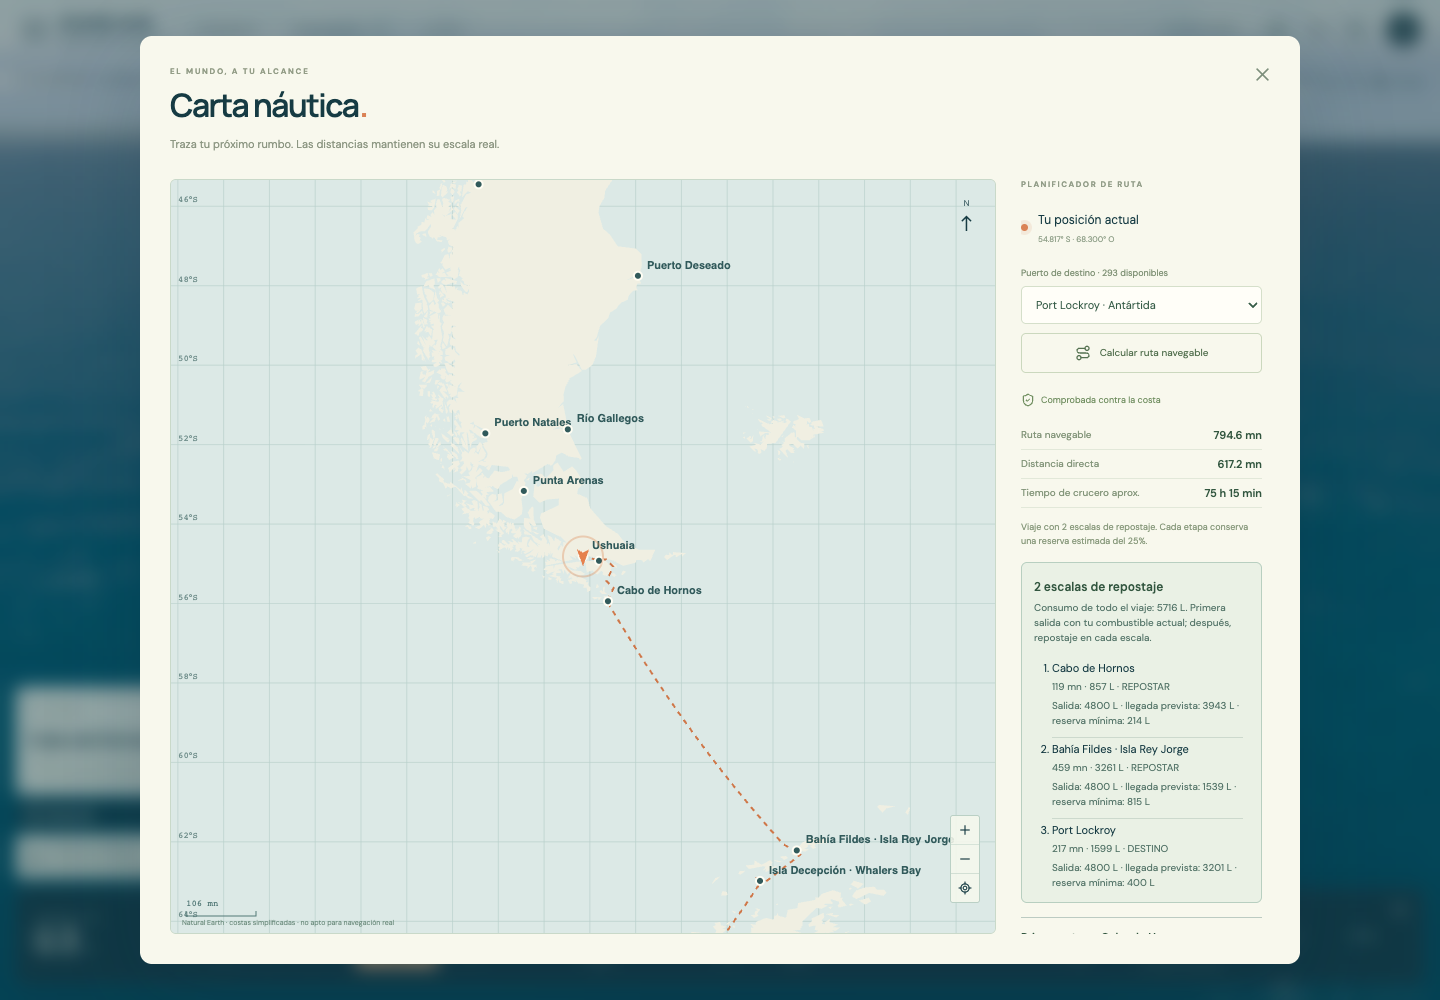 EL MUNDO, A TU ALCANCE
Carta náutica.
Traza tu próximo rumbo. Las distancias mantienen su escala real.
46°S
48°S
50°S
52°S
54°S
56°S
58°S
60°S
62°S
64°S
N
Puerto Deseado
Puerto Natales
Río Gallegos
Punta Arenas
Ushuaia
Cabo de Hornos
Bahía Fildes · Isla Rey Jorge
Isla Decepción · Whalers Bay
106 mn
Natural Earth · costas simplificadas · no apto para navegación real
PLANIFICADOR DE RUTA
Tu posición actual
54.817° S · 68.300° O
Puerto de destino · 293 disponibles
Port Lockroy · Antártida
Calcular ruta navegable
Comprobada contra la costa
Ruta navegable 794.6 mn
Distancia directa 617.2 mn
Tiempo de crucero aprox. 75 h 15 min
Viaje con 2 escalas de repostaje. Cada etapa conserva
una reserva estimada del 25%.
2 escalas de repostaje
Consumo de todo el viaje: 5716 L. Primera
salida con tu combustible actual; después,
repostaje en cada escala.
1. Cabo de Hornos
119 mn · 857 L · REPOSTAR
Salida: 4800 L · llegada prevista: 3943 L ·
reserva mínima: 214 L
2. Bahía Fildes · Isla Rey Jorge
459 mn · 3261 L · REPOSTAR
Salida: 4800 L · llegada prevista: 1539 L ·
reserva mínima: 815 L
3. Port Lockroy
217 mn · 1599 L · DESTINO
Salida: 4800 L · llegada prevista: 3201 L ·
reserva mínima: 400 L